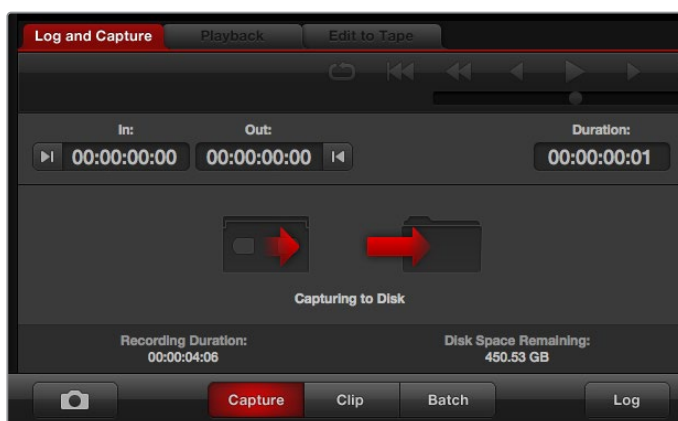 Log and Capture Playback Edit to Tape
In: Out: Duration:
00:00:00:00 00:00:00:00 00:00:00:01
Capturing to Disk
Recording Duration: Disk Space Remaining:
00:00:04:06 450.53 GB
Capture Clip Batch Log